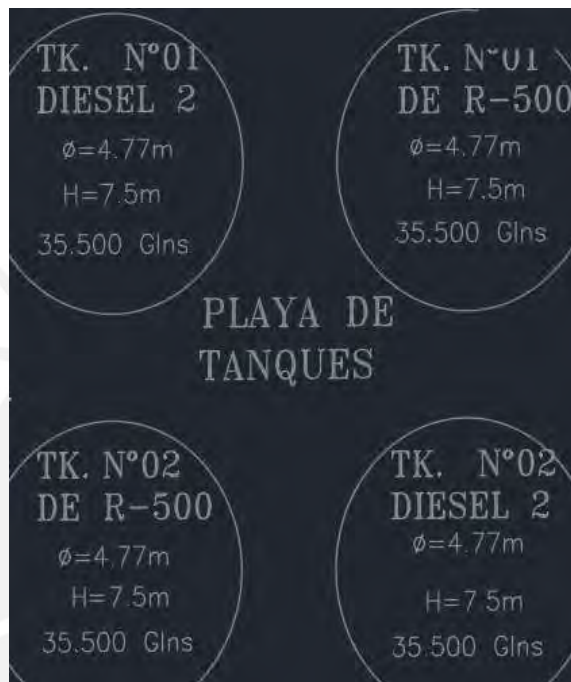 TK. N°01
DIESEL 2
ø=4.77m
H=7.5m
35.500 Glns
TK. N°01
DE R-500
ø=4.77m
H=7.5m
35.500 Glns
PLAYA DE
TANQUES
TK. N°02
DE R-500
ø=4.77m
H=7.5m
35.500 Glns
TK. N°02
DIESEL 2
ø=4.77m
H=7.5m
35.500 Glns